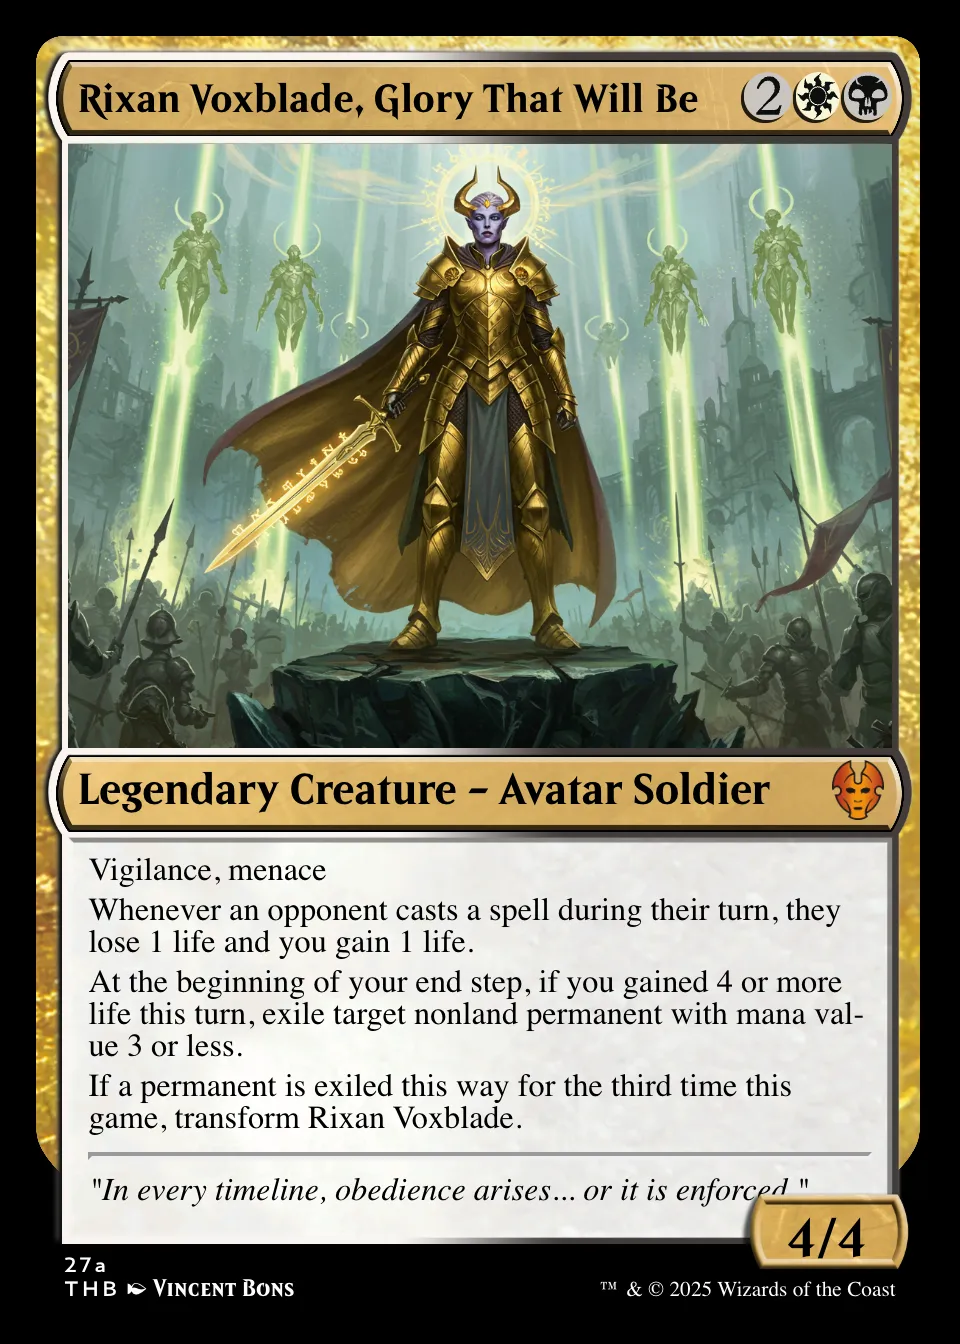 Rixan Voxblade, Glory That Will Be 2
Legendary Creature – Avatar Soldier
Vigilance, menace
Whenever an opponent casts a spell during their turn, they
lose 1 life and you gain 1 life.
At the beginning of your end step, if you gained 4 or more
life this turn, exile target nonland permanent with mana val-
ue 3 or less.
If a permanent is exiled this way for the third time this
game, transform Rixan Voxblade.
"In every timeline, obedience arises... or it is enforced."
4/4
27a
THB Vincent Bons
™ & © 2025 Wizards of the Coast